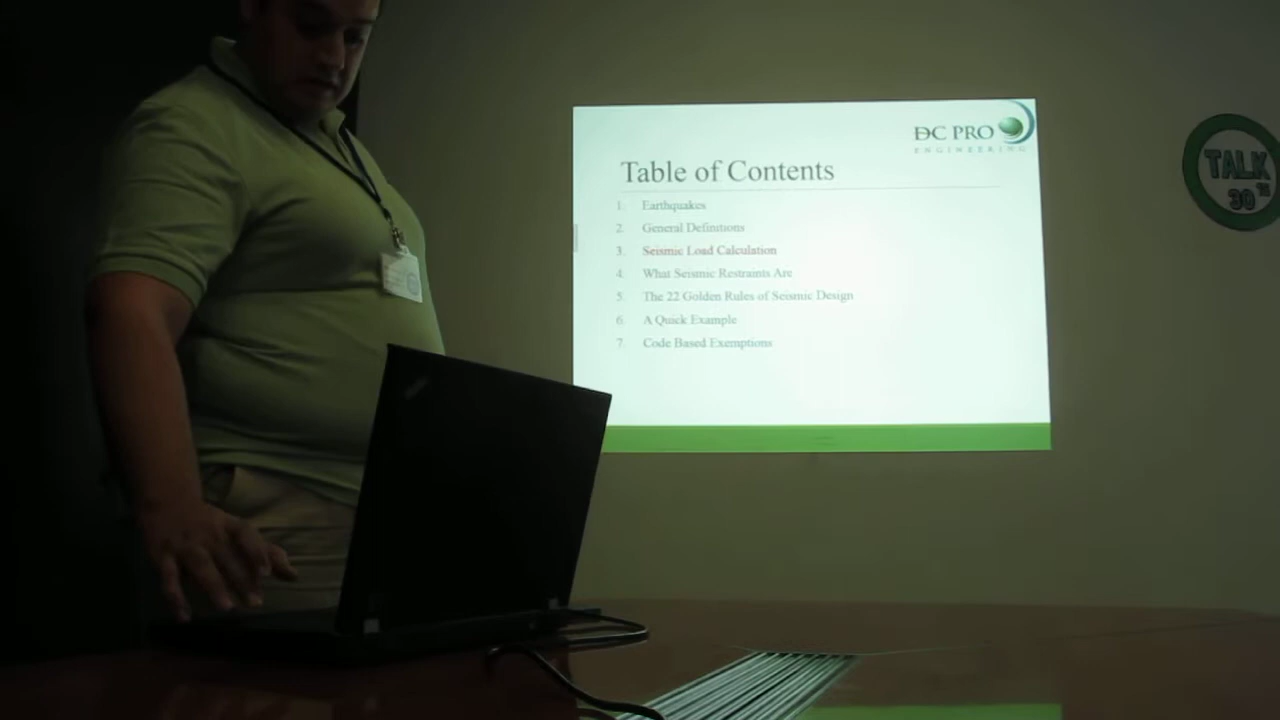 DC PRO
ENGINEERING
Table of Contents
1. Earthquakes
2. General Definitions
3. Seismic Load Calculation
4. What Seismic Restraints Are
5. The 22 Golden Rules of Seismic Design
6. A Quick Example
7. Code Based Exemptions
TALK
30